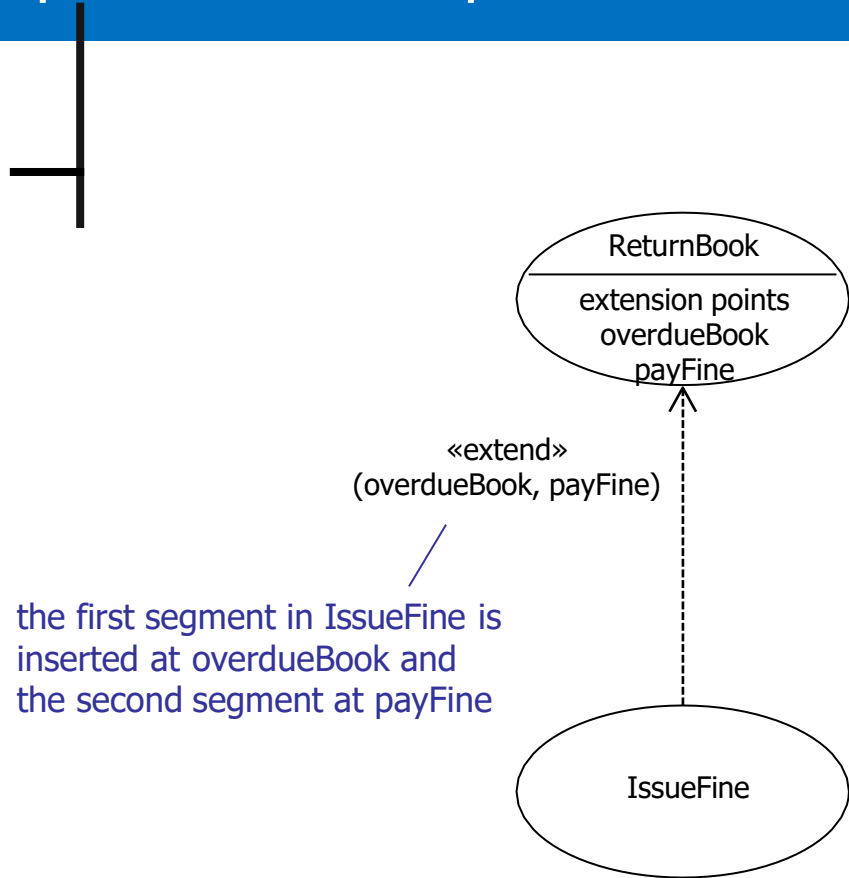 ReturnBook
extension points
overdueBook
payFine
«extend»
(overdueBook, payFine)
the first segment in IssueFine is
inserted at overdueBook and
the second segment at payFine
IssueFine